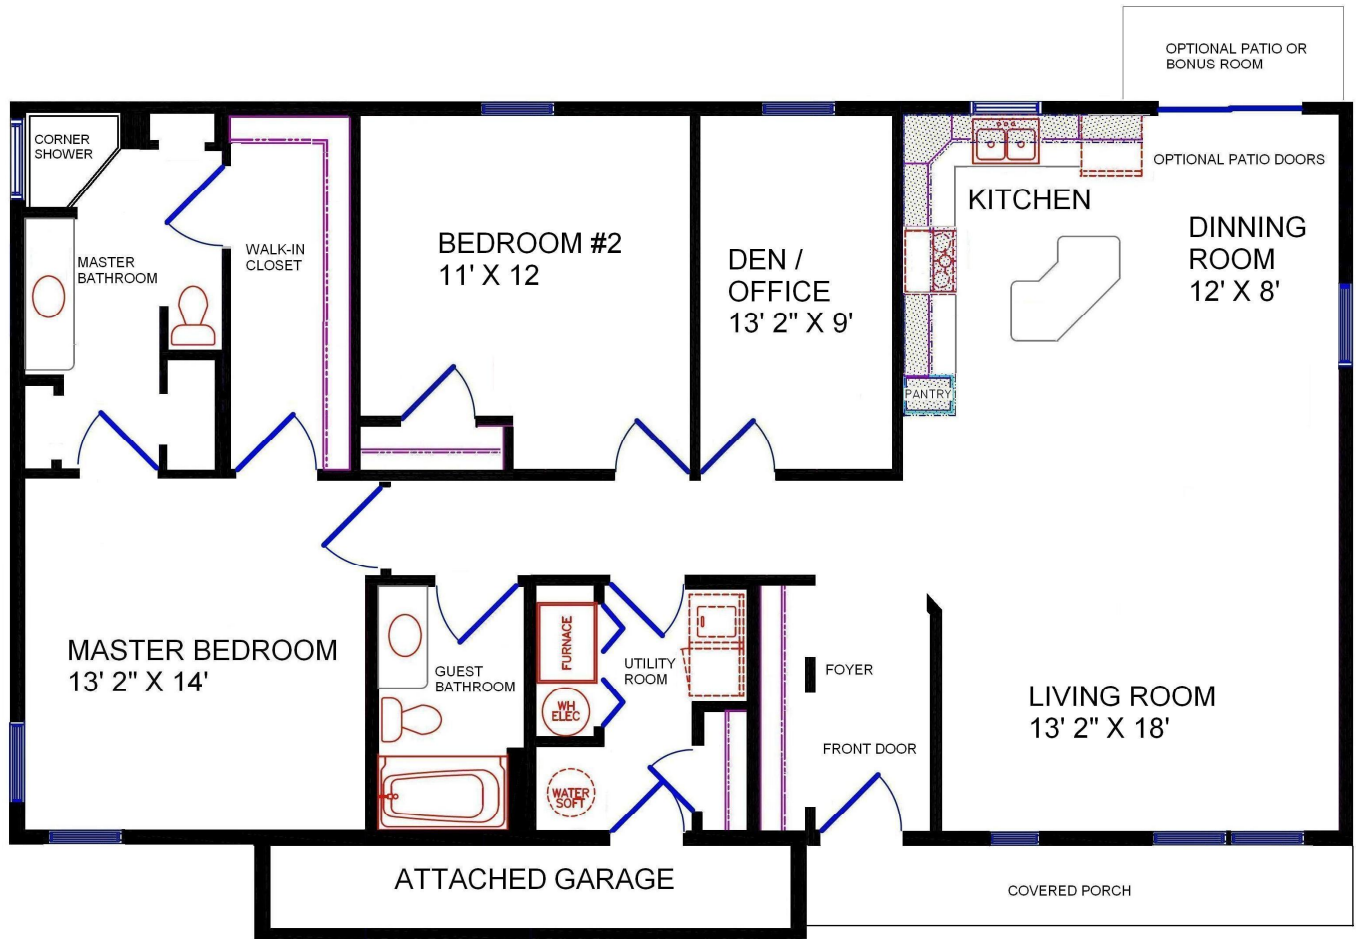 OPTIONAL PATIO OR
BONUS ROOM
CORNER
SHOWER
OPTIONAL PATIO DOORS
KITCHEN
DINNING
ROOM
12' X 8'
MASTER
BATHROOM
WALK-IN
CLOSET
BEDROOM #2
11' X 12
DEN /
OFFICE
13' 2" X 9'
PANTRY
MASTER BEDROOM
13' 2" X 14'
GUEST
BATHROOM
FURNACE
WH
ELEC
WATER
SOFT
UTILITY
ROOM
FOYER
FRONT DOOR
LIVING ROOM
13' 2" X 18'
ATTACHED GARAGE
COVERED PORCH